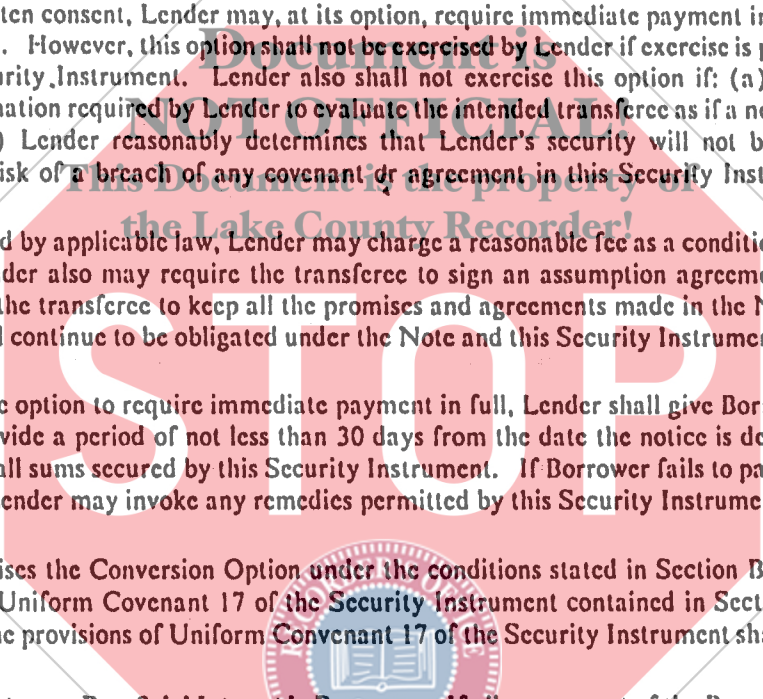 ten consent, Lender may, at its option, require immediate payment in
. However, this option shall not be exercised by Lender if exercise is p
Document is
urity Instrument. Lender also shall not exercise this option if: (a)
nation required by Lender to evaluate the intended transferee as if a ne
NOT OFFICIAL!
) Lender reasonably determines that Lender's security will not b
isk of a breach of any covenant or agreement in this Security Inst
This Document is the property of
the Lake County Recorder!
d by applicable law, Lender may charge a reasonable fee as a conditio
nder also may require the transferee to sign an assumption agreeme
the transferee to keep all the promises and agreements made in the N
l continue to be obligated under the Note and this Security Instrumen
STOP
e option to require immediate payment in full, Lender shall give Bor
vide a period of not less than 30 days from the date the notice is de
all sums secured by this Security Instrument. If Borrower fails to pa
ender may invoke any remedies permitted by this Security Instrume
ises the Conversion Option under the conditions stated in Section B
Uniform Covenant 17 of the Security Instrument contained in Sect
he provisions of Uniform Convenant 17 of the Security Instrument sha
RECORDER OF